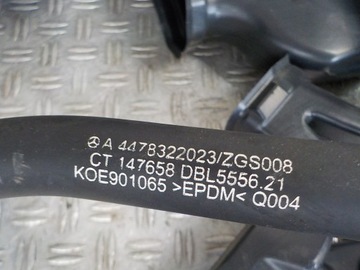 A 4478322023/ZGS008
CT 147658 DBL5556.21
KOE901065 >EPDM< Q004